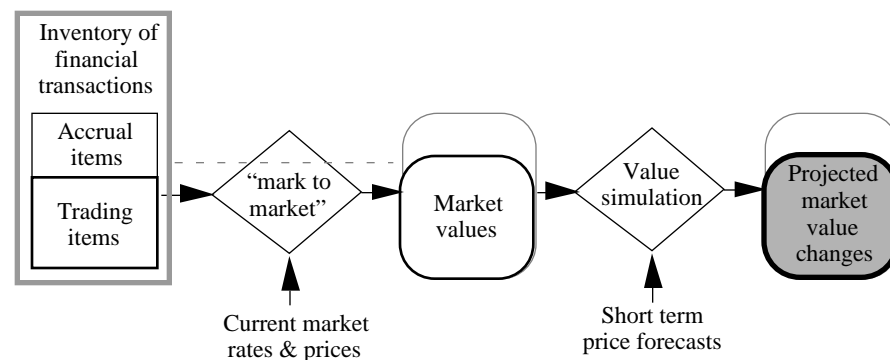 Inventory of
financial
transactions
Accrual
items
Trading
items
“mark to
market”
Current market
rates & prices
Market
values
Value
simulation
Short term
price forecasts
Projected
market
value
changes